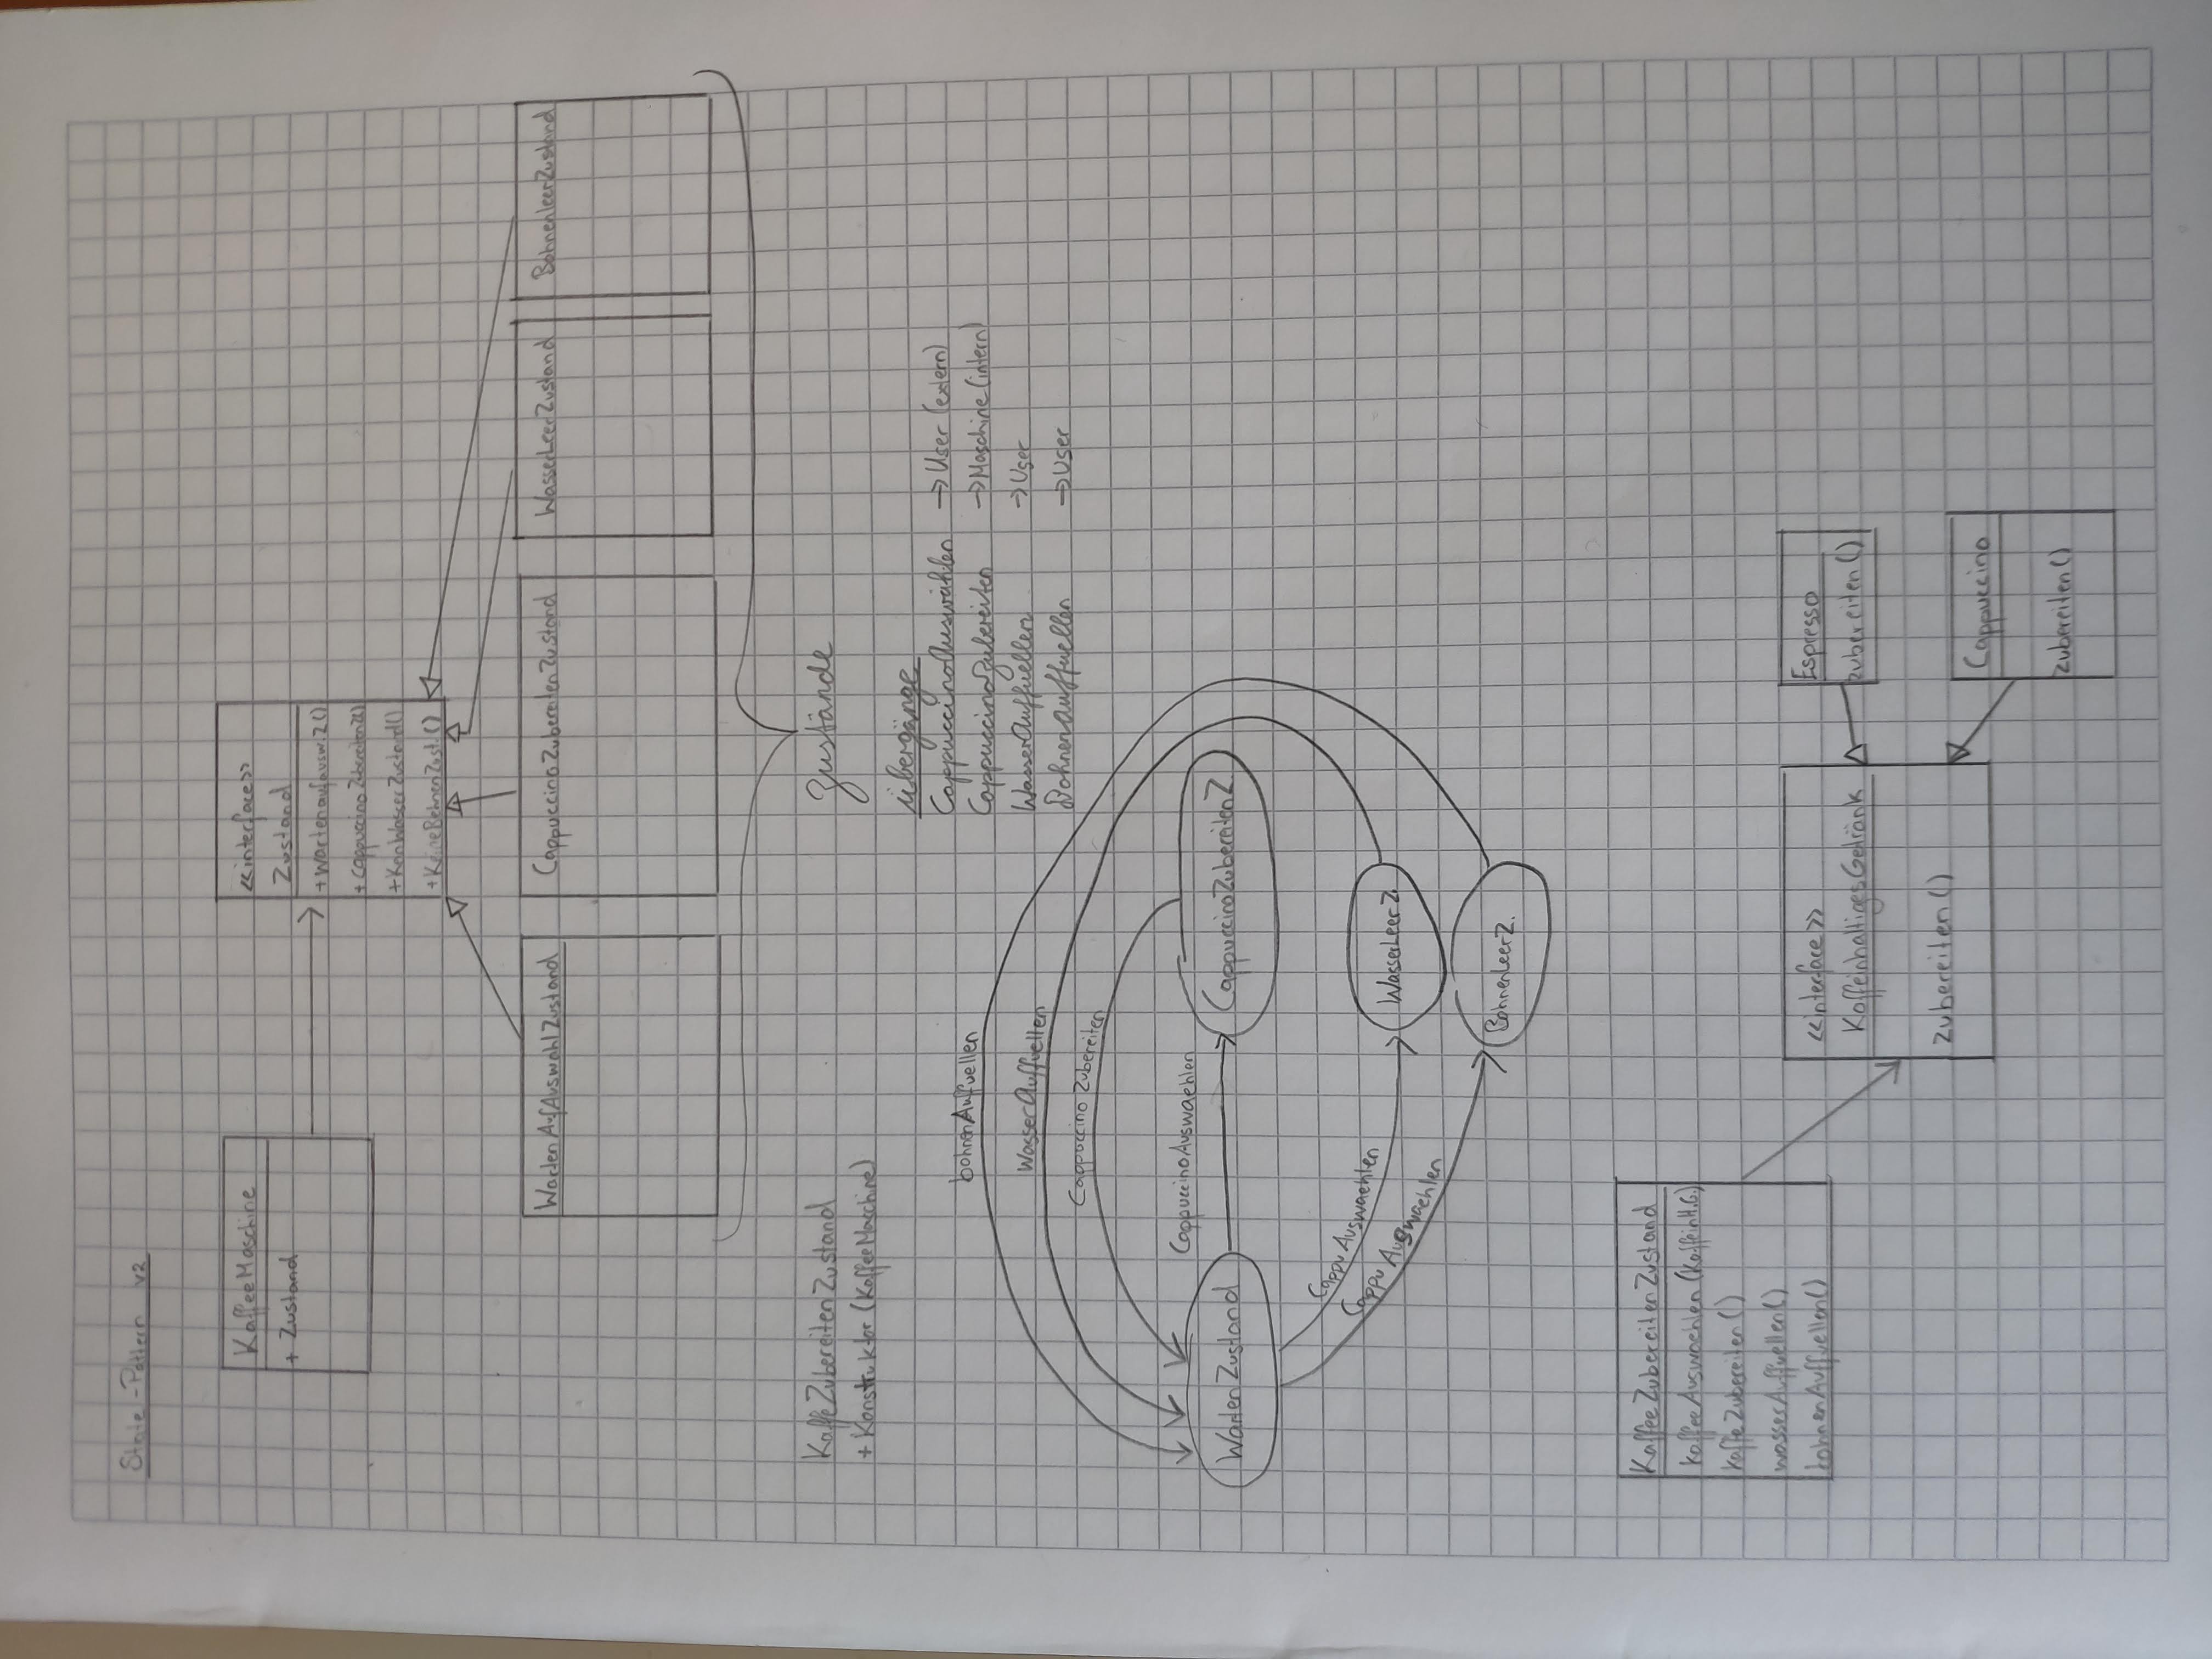 State-Pattern v2
KaffeeMaschine
+ Zustand
<<interface>>
Zustand
+Wartenaufausw.Z()
+CappuccinoZubereitenZ()
+KeinWasserZustand()
+KeineBohnenZust.()
WartenAufAuswahlZustand
CappuccinoZubereitenZustand
WasserLeerZustand
BohnenleerZustand
Zustände
KaffeZubereitenZustand
+ Konstruktor (KaffeeMaschine)
Übergänge
CappuccinoAuswählen → User (extern)
CappuccinoZubereiten → Maschine (intern)
WasserAuffuellen → User
Bohnenauffuellen → User
bohnenAuffuellen
WasserAuffuellen
Cappuccino Zubereiten
CappuccinoAuswaehlen
WartenZustand
CappuccinoZubereitenZ.
Cappu Auswaehlen
Cappu Auswaehlen
WasserLeerZ.
BohnenLeerZ.
KaffeeZubereitenZustand
KaffeeAuswaehlen (KoffeinH.G.)
KaffeZubereiten()
wasserAuffuellen()
bohnenAuffuellen()
<<interface>>
KoffeinhaltigesGetränk
zubereiten()
Espresso
zubereiten()
Cappuccino
zubereiten()